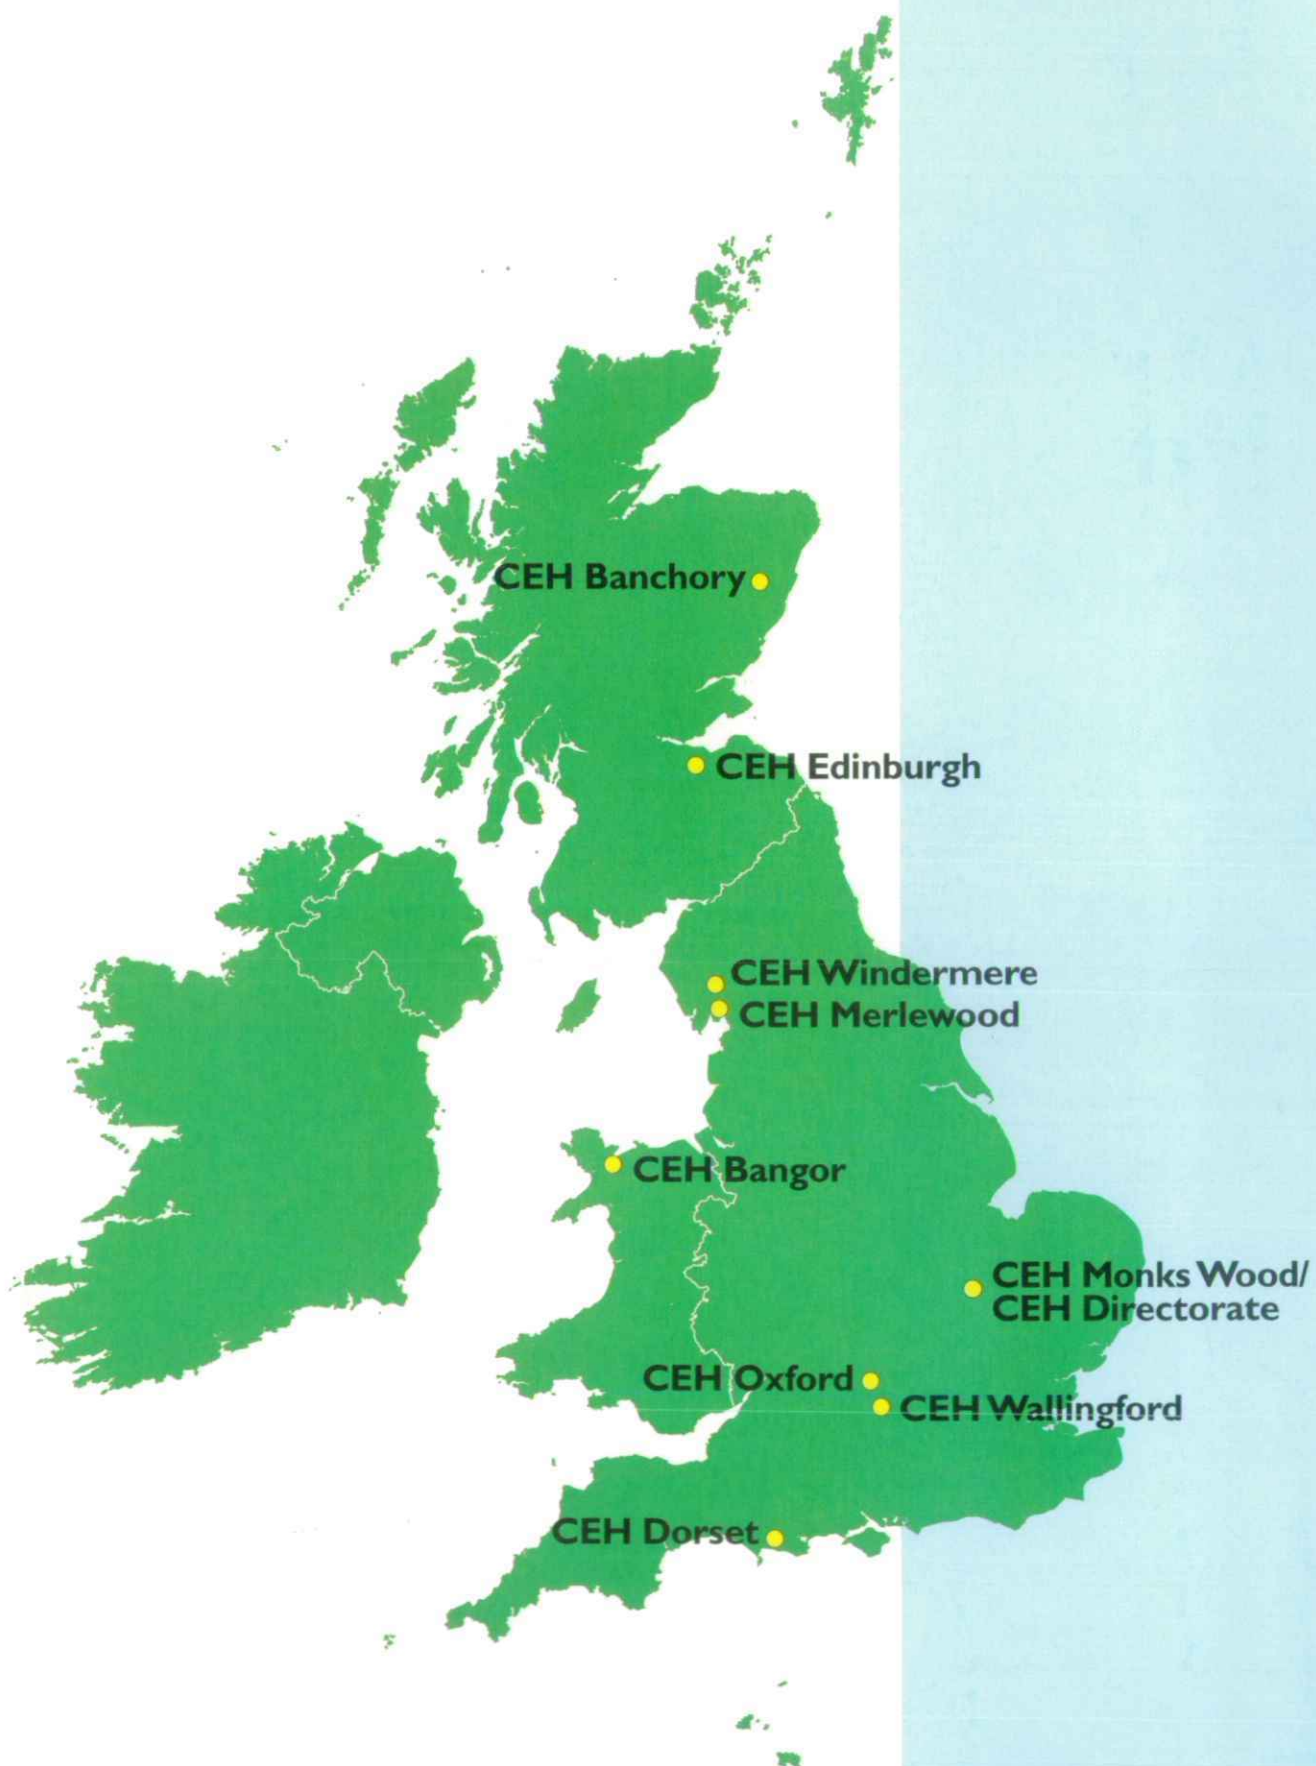 CEH Banchory
CEH Edinburgh
CEH Windermere
CEH Merlewood
CEH Bangor
CEH Monks Wood/
CEH Directorate
CEH Oxford
CEH Wallingford
CEH Dorset